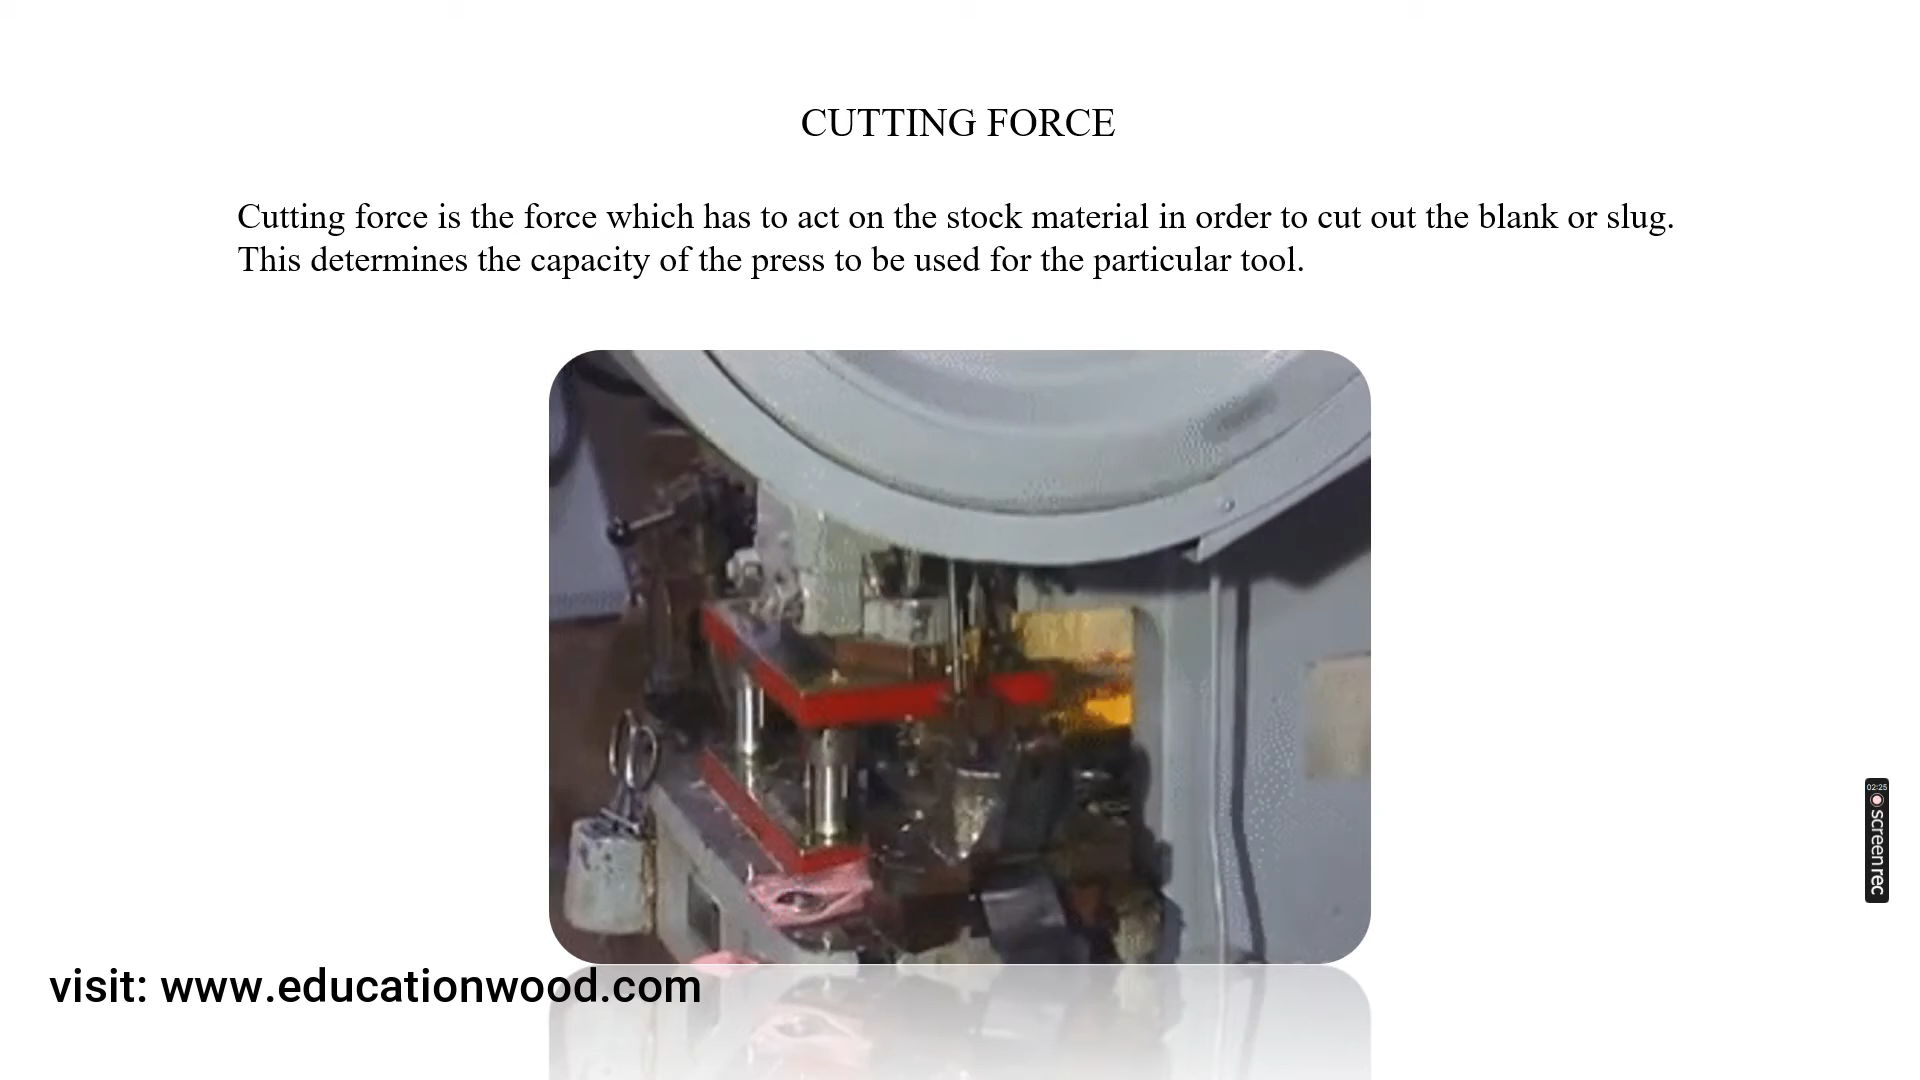 CUTTING FORCE
Cutting force is the force which has to act on the stock material in order to cut out the blank or slug.
This determines the capacity of the press to be used for the particular tool.
02:25
screenrec
visit: www.educationwood.com